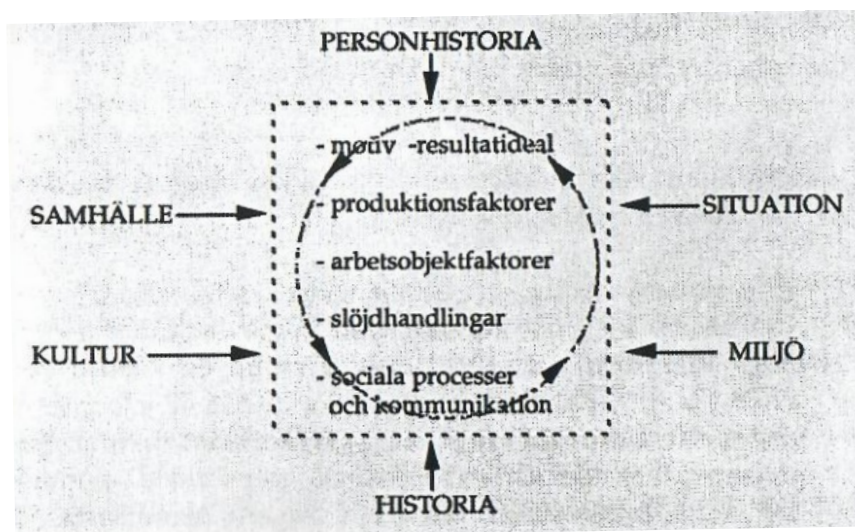 PERSONHISTORIA
- motiv -resultatideal
- produktionsfaktorer
SAMHÄLLE
SITUATION
- arbetsobjektfaktorer
- slöjdhandlingar
KULTUR
MILJÖ
- sociala processer
och kommunikation
HISTORIA